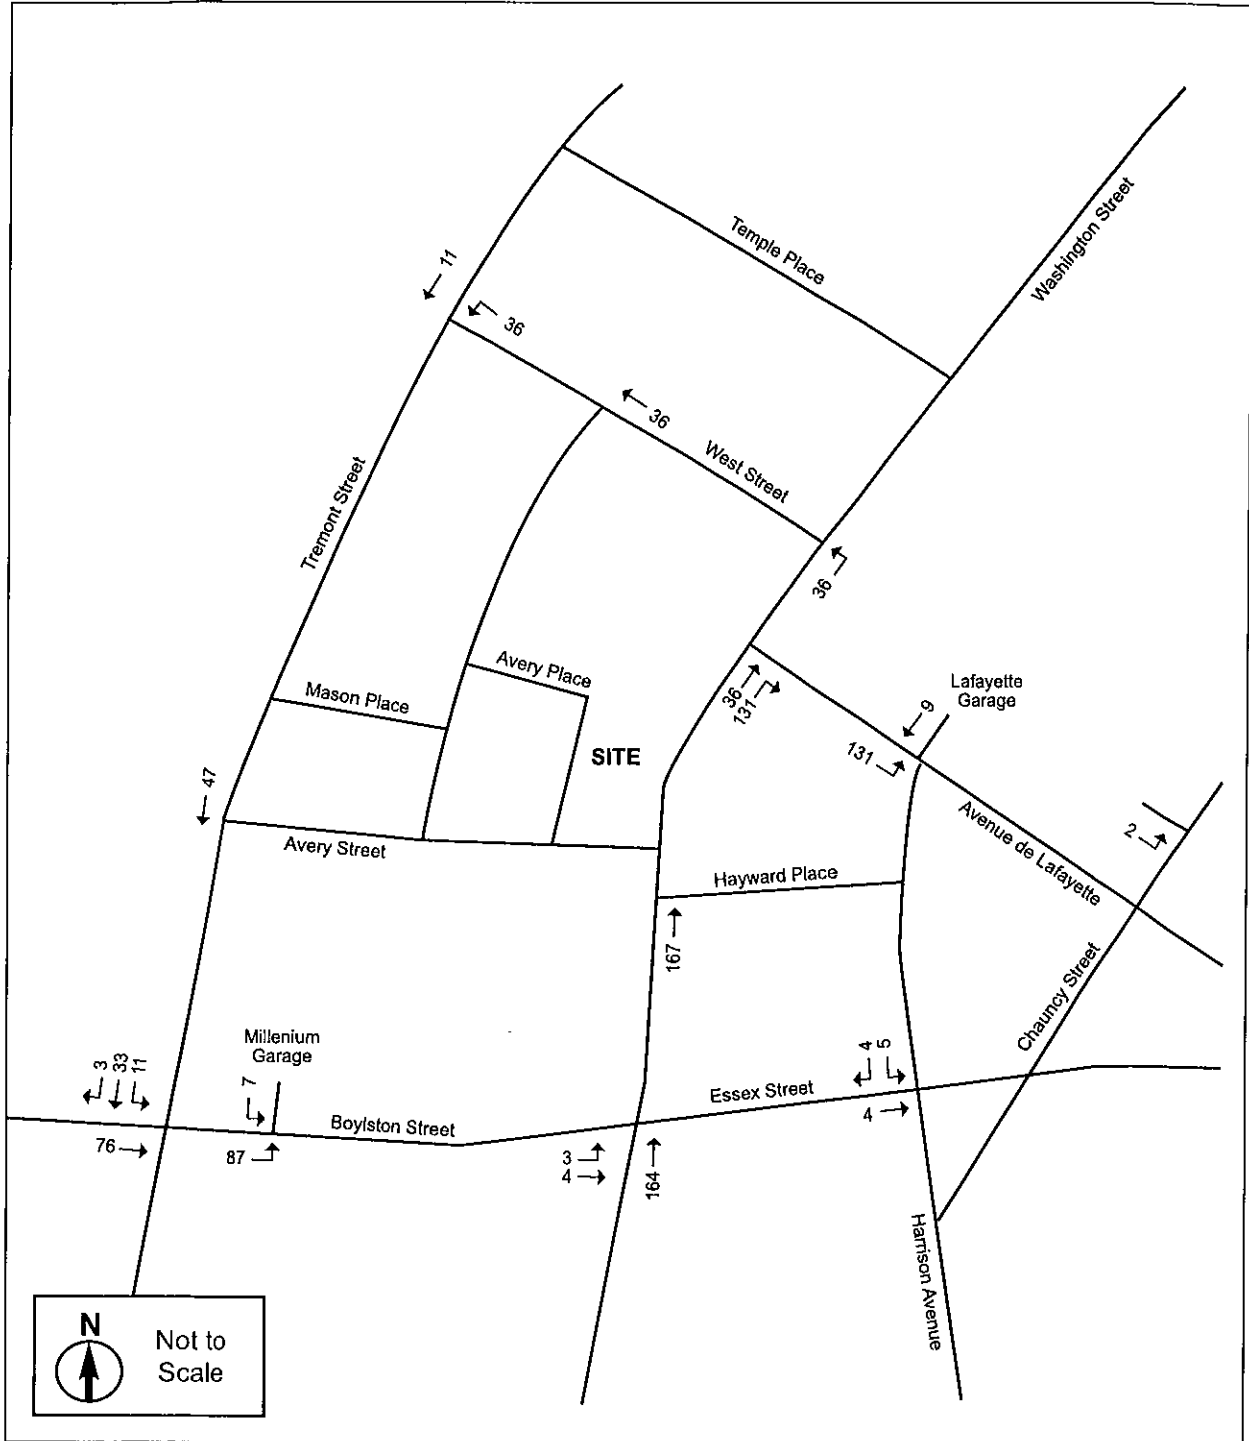 11
Temple Place
Washington Street
36
36
West Street
Tremont Street
36
Avery Place
Mason Place
36
131
Lafayette
Garage
9
SITE
131
47
Avenue de Lafayette
2
Avery Street
Hayward Place
167
Chauncy Street
Millenium
Garage
3
33
11
7
4
5
Essex Street
4
Boylston Street
76
87
3
4
164
Harrison Avenue
N
Not to
Scale